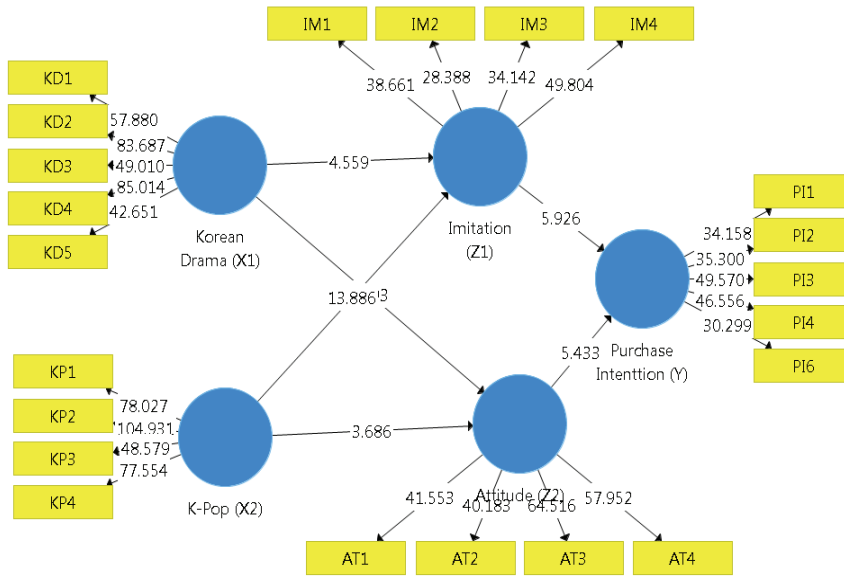 IM1
IM2
IM3
IM4
38.661
28.388
34.142
49.804
KD1
KD2
KD3
KD4
KD5
57.880
83.687
49.010
85.014
42.651
Korean
Drama (X1)
4.559
Imitation
(Z1)
5.926
13.886
PI1
PI2
PI3
PI4
PI6
34.158
35.300
49.570
46.556
30.299
Purchase
Intenttion (Y)
5.433
KP1
KP2
KP3
KP4
78.027
104.931
48.579
77.554
K-Pop (X2)
3.686
Attitude (Z2)
41.553
40.183
64.516
57.952
AT1
AT2
AT3
AT4